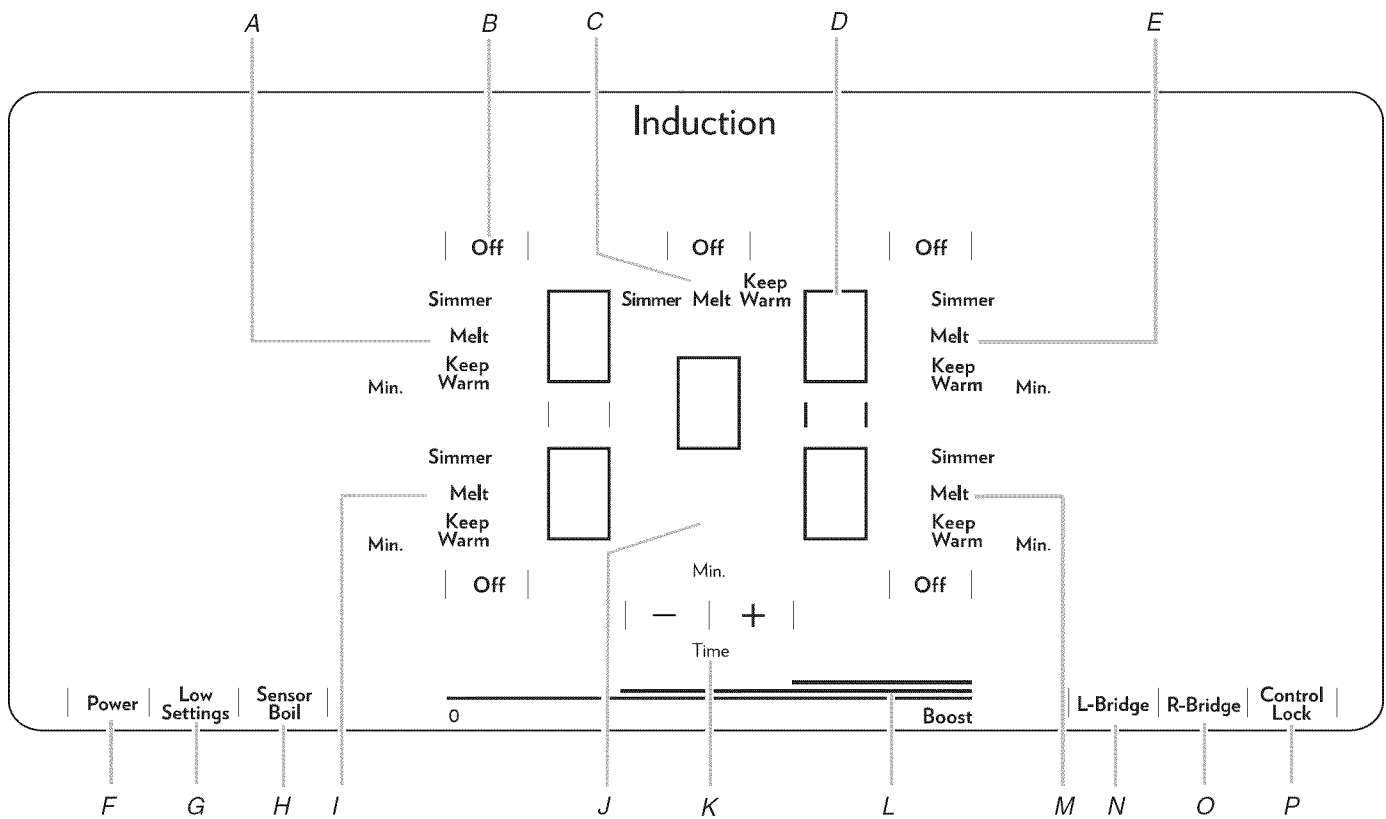 A B C D E
Induction
Off Off Off
Simmer Simmer Melt Keep Warm Simmer
Melt Melt
Keep Warm Keep Warm
Min. Min.
Simmer Simmer
Melt Melt
Keep Warm Keep Warm
Min. Min.
Min.
Off Off
− +
Time
Power Low Settings Sensor Boil 0 Boost L-Bridge R-Bridge Control Lock
F G H I J K L M N O P